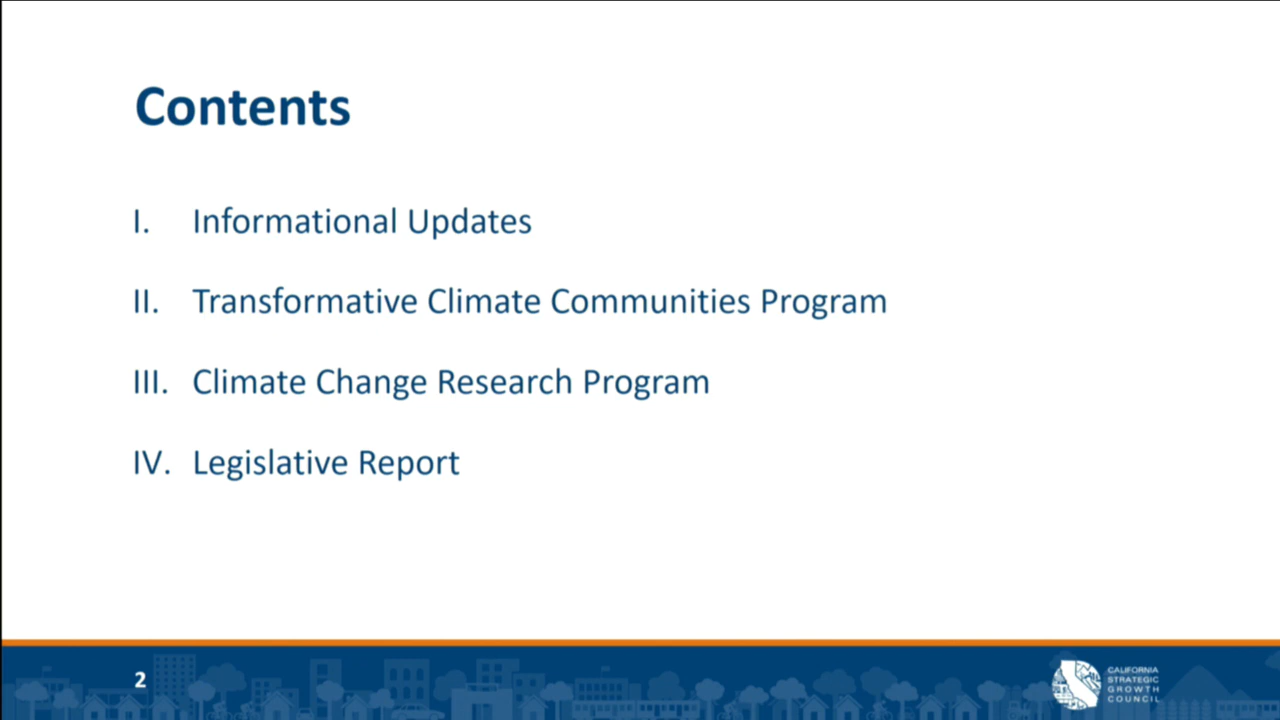 Contents
I. Informational Updates
II. Transformative Climate Communities Program
III. Climate Change Research Program
IV. Legislative Report
2
CALIFORNIA
STRATEGIC
GROWTH
COUNCIL